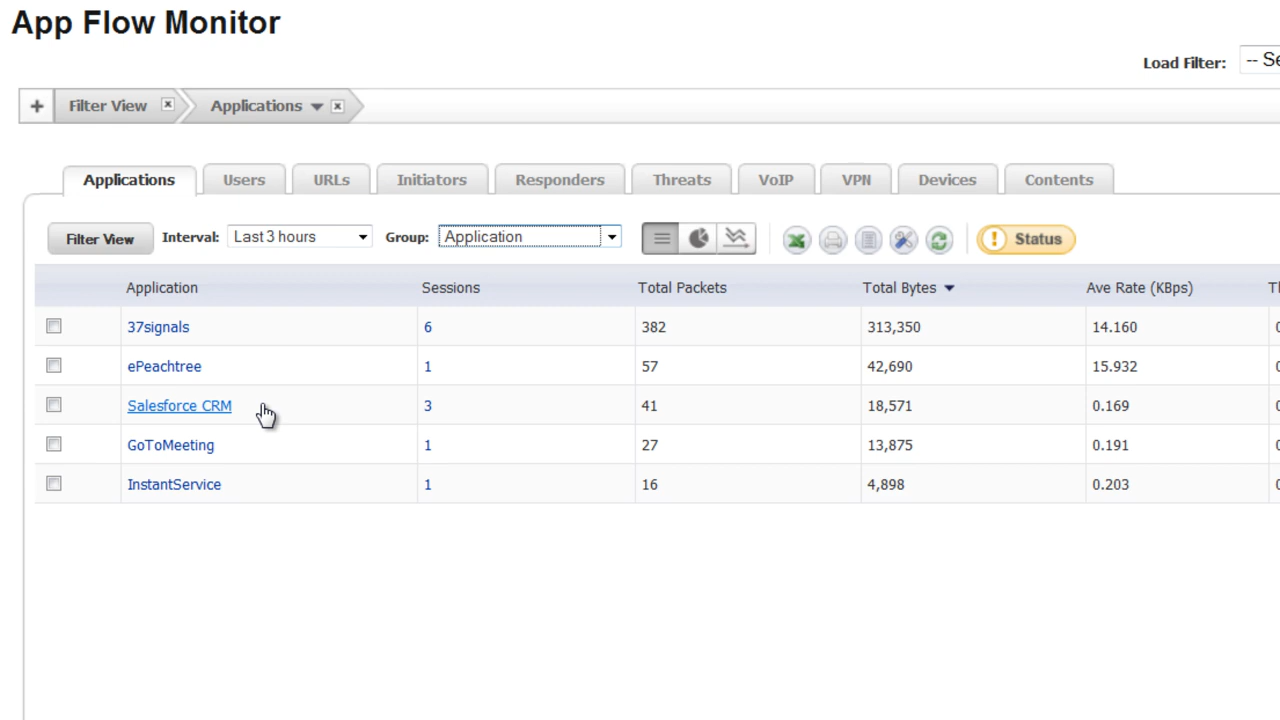 App Flow Monitor
Load Filter: -- Se
+ Filter View x Applications x
Applications Users URLs Initiators Responders Threats VoIP VPN Devices Contents
Filter View Interval: Last 3 hours Group: Application ! Status
Application Sessions Total Packets Total Bytes Ave Rate (KBps)
37signals 6 382 313,350 14.160
ePeachtree 1 57 42,690 15.932
Salesforce CRM 3 41 18,571 0.169
GoToMeeting 1 27 13,875 0.191
InstantService 1 16 4,898 0.203